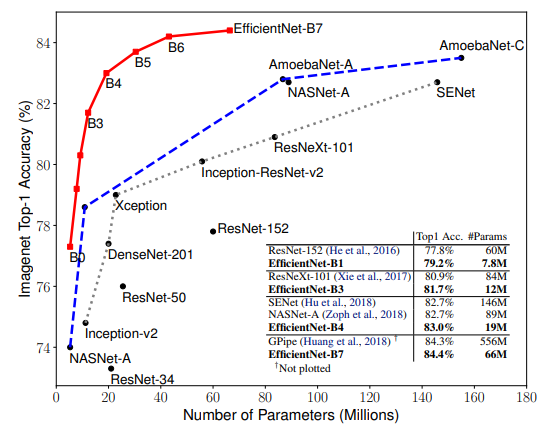 EfficientNet-B7
84
B6
AmoebaNet-C
B5
AmoebaNet-A
B4
NASNet-A
SENet
82
B3
ResNeXt-101
80
Inception-ResNet-v2
Xception
78
ResNet-152
B0
DenseNet-201
76
ResNet-50
Inception-v2
74
NASNet-A
ResNet-34
Imagenet Top-1 Accuracy (%)
Top1 Acc. #Params
ResNet-152 (He et al., 2016) 77.8% 60M
EfficientNet-B1 79.2% 7.8M
ResNeXt-101 (Xie et al., 2017) 80.9% 84M
EfficientNet-B3 81.7% 12M
SENet (Hu et al., 2018) 82.7% 146M
NASNet-A (Zoph et al., 2018) 82.7% 89M
EfficientNet-B4 83.0% 19M
GPipe (Huang et al., 2018) † 84.3% 556M
EfficientNet-B7 84.4% 66M
†Not plotted
0 20 40 60 80 100 120 140 160 180
Number of Parameters (Millions)